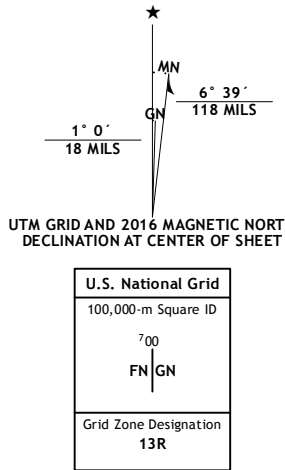 ★
MN
GN
6° 39´
118 MILS
1° 0´
18 MILS
UTM GRID AND 2016 MAGNETIC NORT
DECLINATION AT CENTER OF SHEET
U.S. National Grid
100,000-m Square ID
⁷00
FN GN
Grid Zone Designation
13R